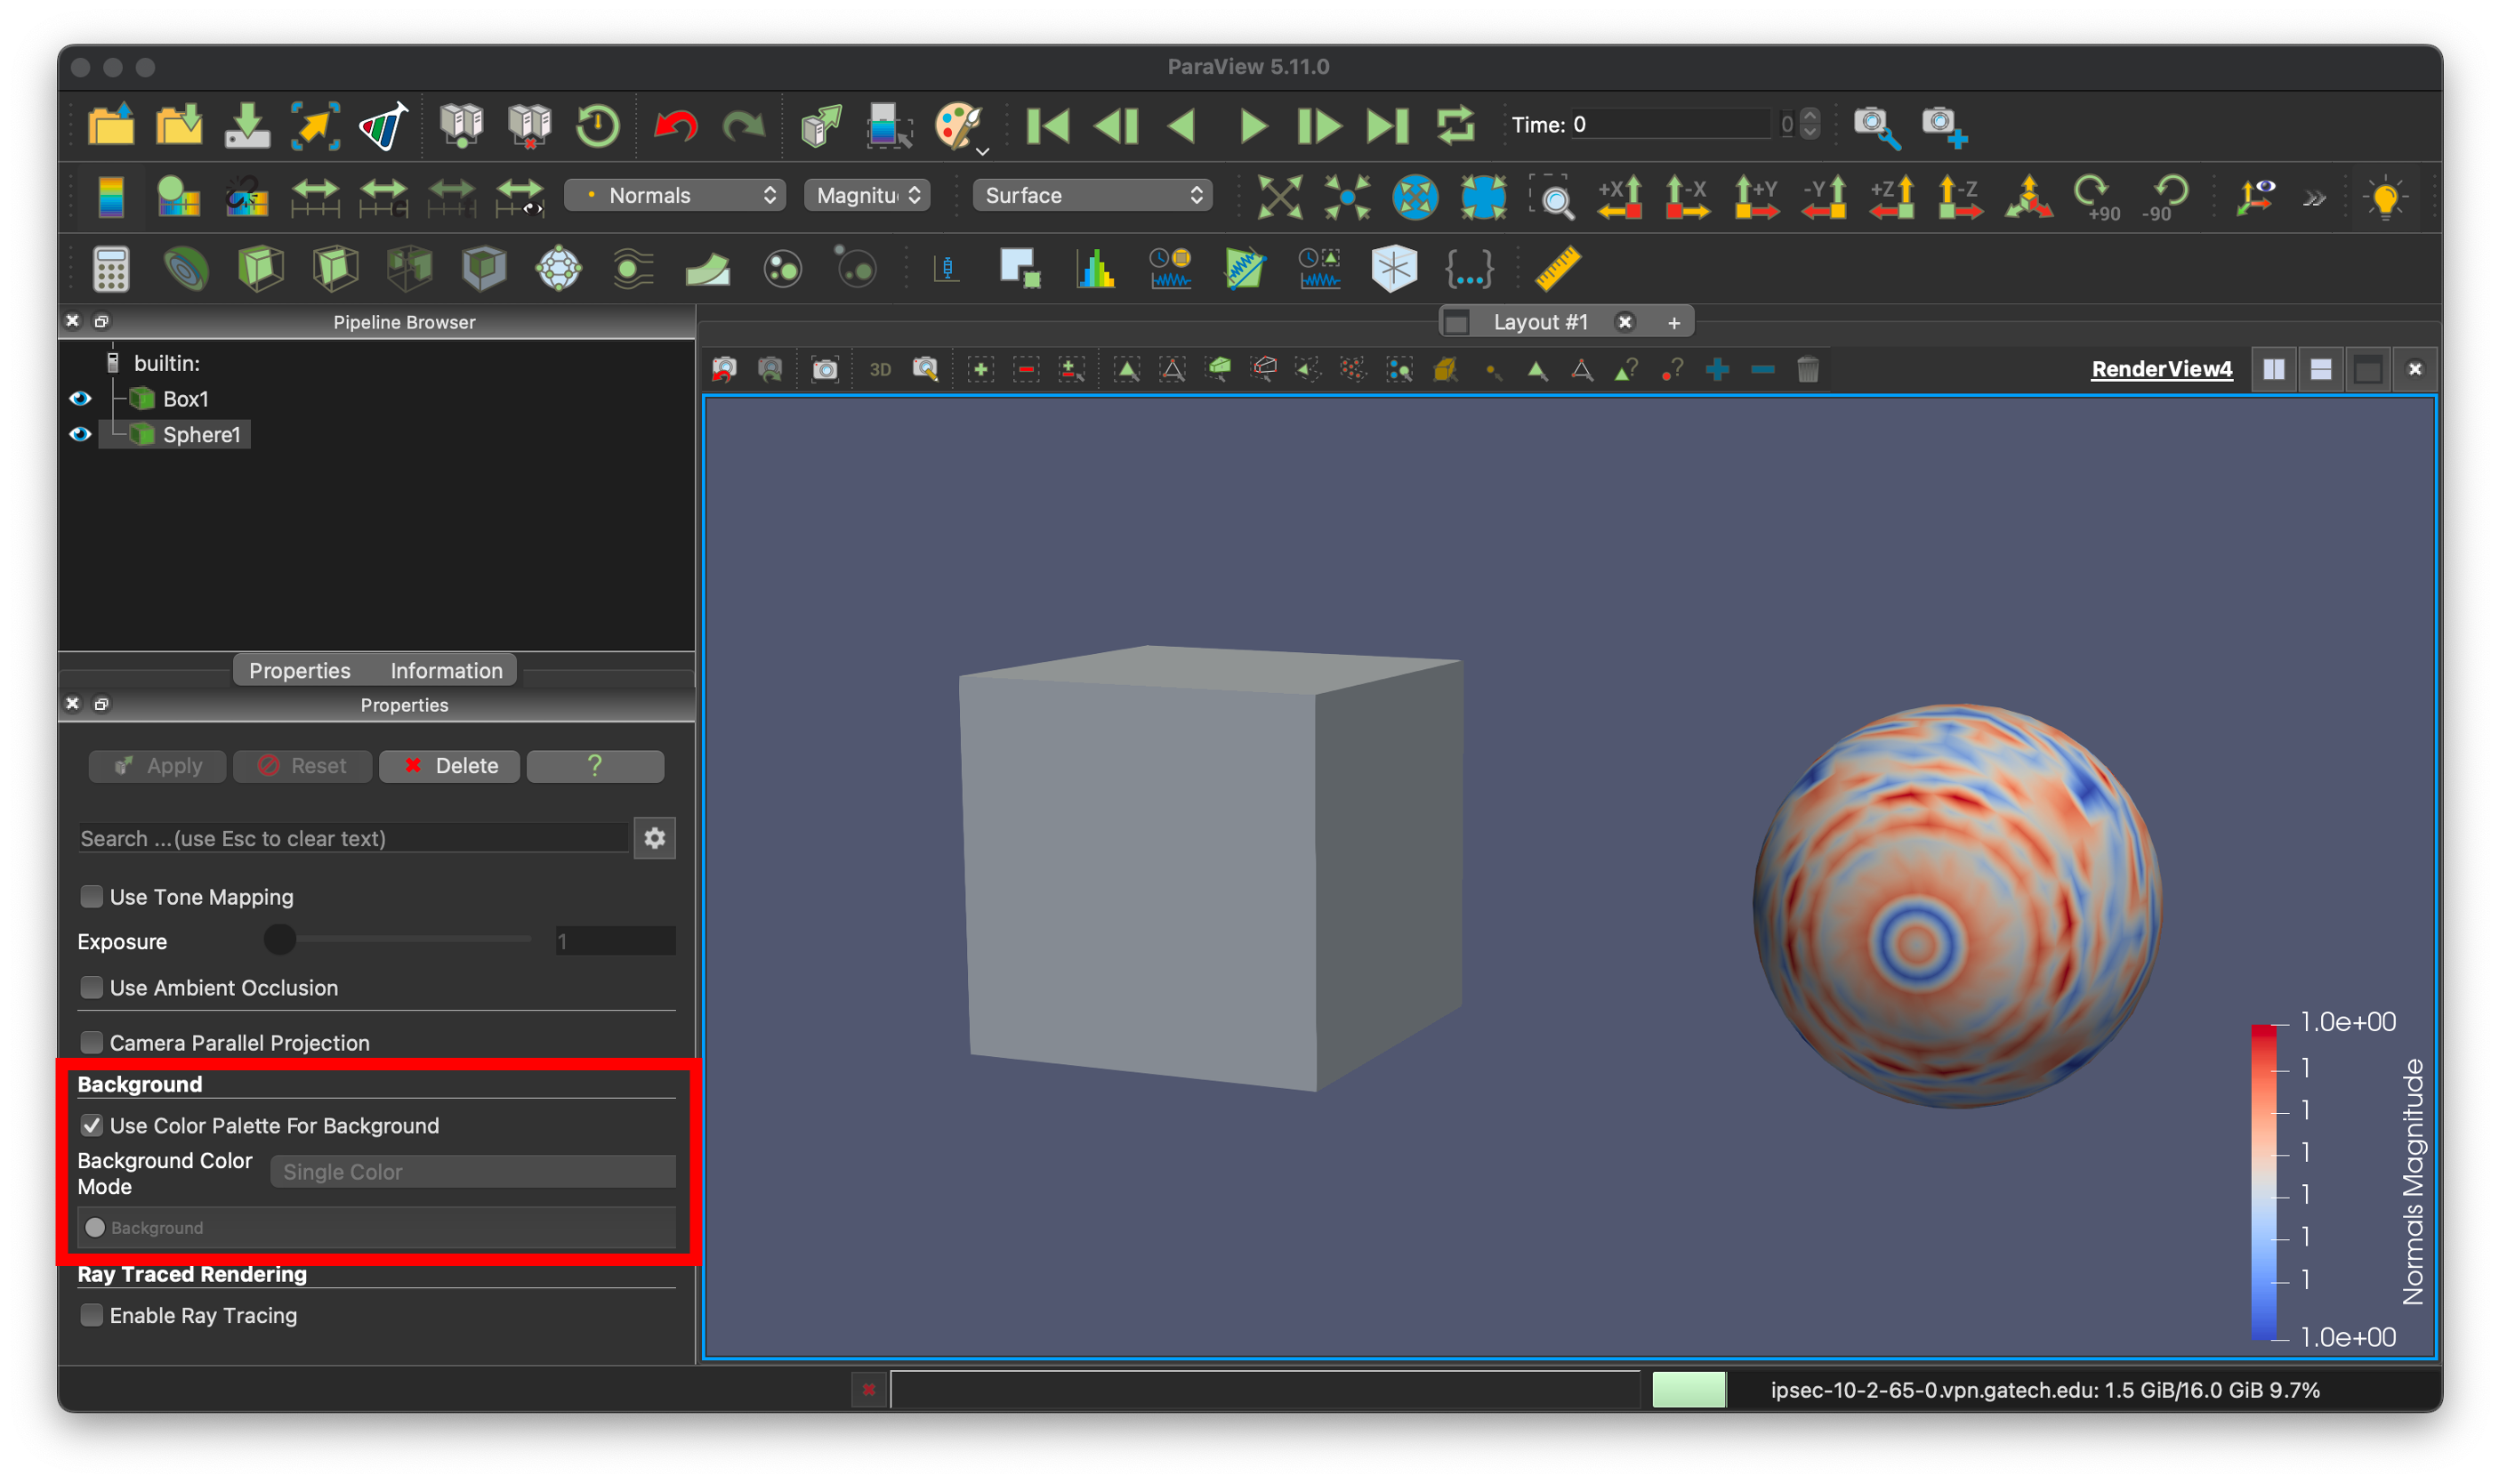 ParaView 5.11.0
Time: 0
0
Normals
Magnitu
Surface
+X
-X
+Y
-Y
+Z
-Z
+90
-90
Pipeline Browser
Layout #1
+
builtin:
3D
RenderView4
Box1
Sphere1
Properties Information
Properties
Apply Reset Delete ?
Search ...(use Esc to clear text)
Use Tone Mapping
Exposure 1
Use Ambient Occlusion
Camera Parallel Projection
Background
Use Color Palette For Background
Background Color
Mode
Single Color
Background
Ray Traced Rendering
Enable Ray Tracing
1.0e+00
1
1
1
1
1
1
1.0e+00
Normals Magnitude
ipsec-10-2-65-0.vpn.gatech.edu: 1.5 GiB/16.0 GiB 9.7%